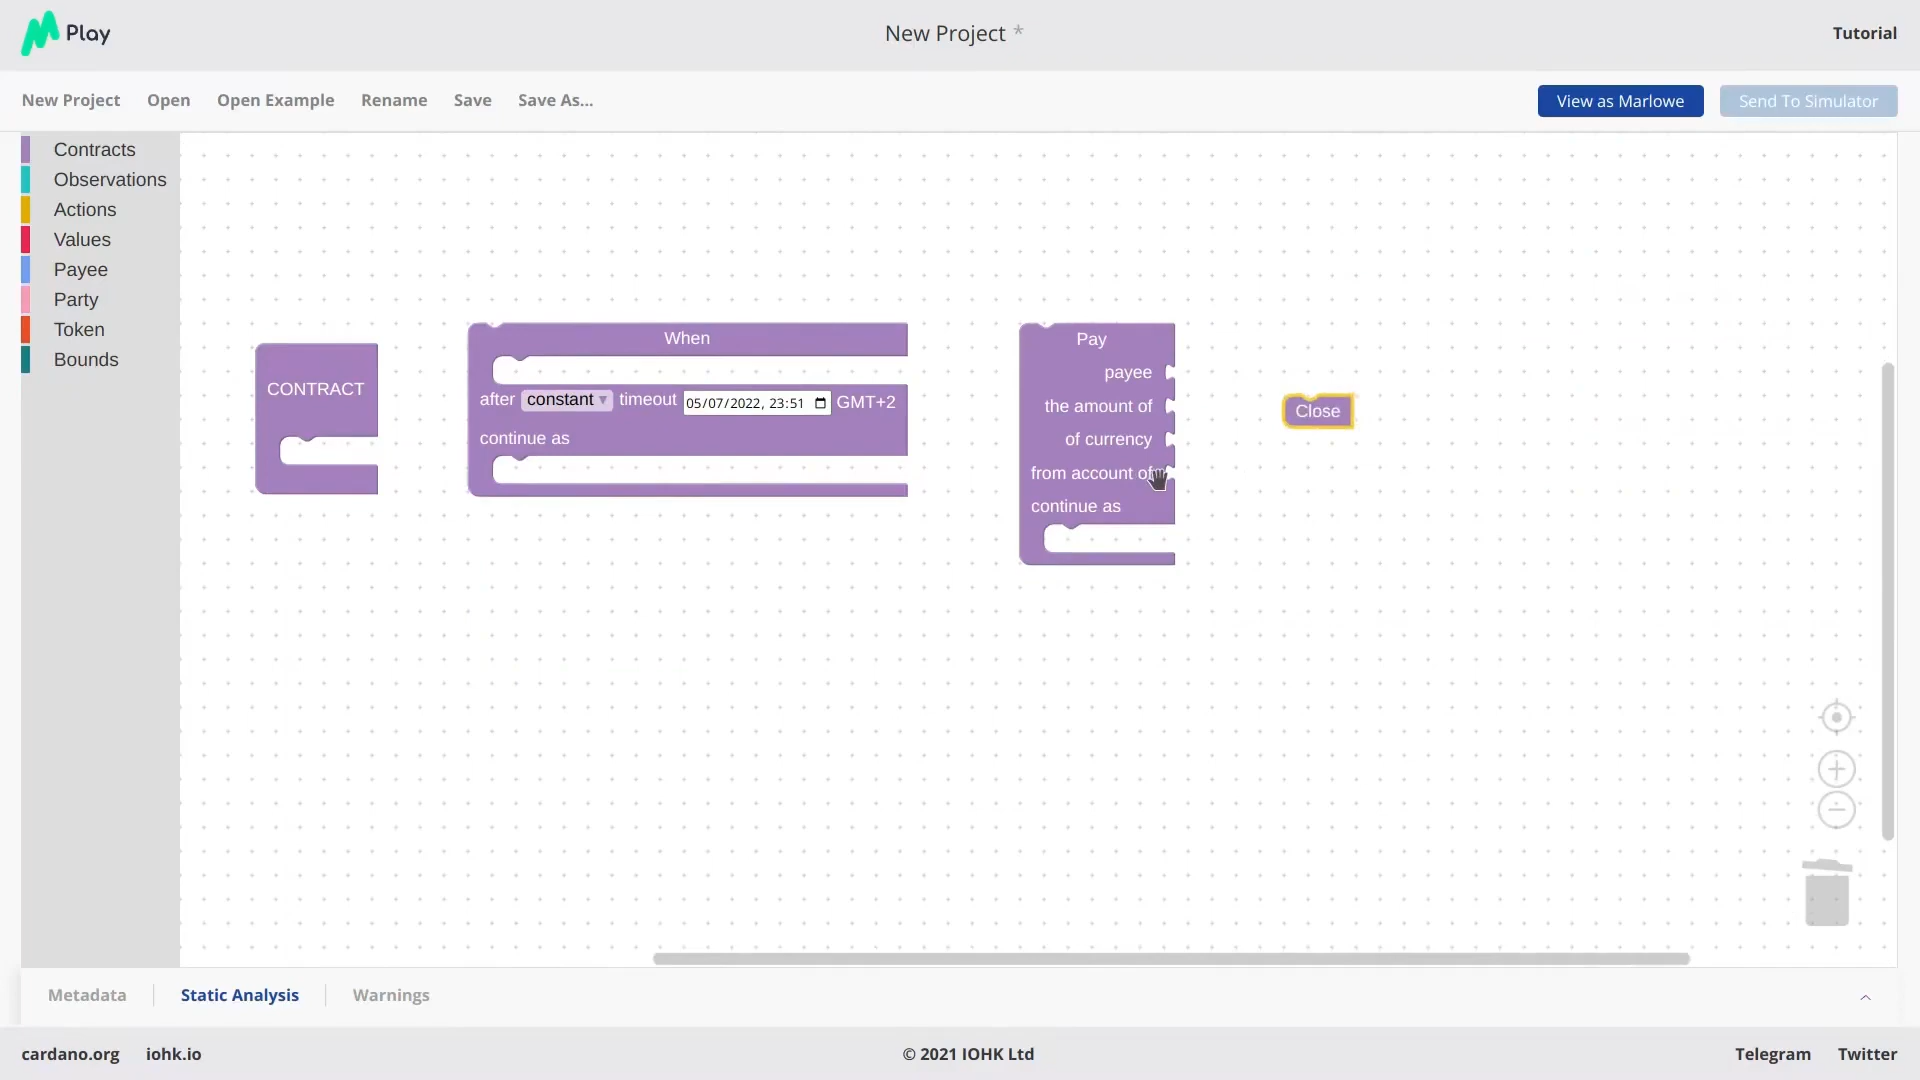 Play
New Project *
Tutorial
New Project Open Open Example Rename Save Save As...
View as Marlowe Send To Simulator
Contracts
Observations
Actions
Values
Payee
Party
Token
Bounds
CONTRACT
When
after constant timeout 05/07/2022, 23:51 GMT+2
continue as
Pay
payee
the amount of
of currency
from account of
continue as
Close
Metadata Static Analysis Warnings
cardano.org iohk.io © 2021 IOHK Ltd Telegram Twitter